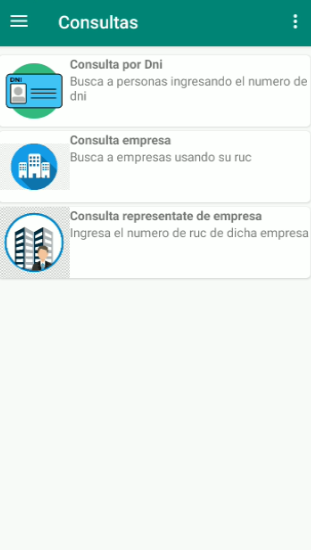 Consultas
DNI
Consulta por Dni
Busca a personas ingresando el numero de
dni
Consulta empresa
Busca a empresas usando su ruc
Consulta representate de empresa
Ingresa el numero de ruc de dicha empresa